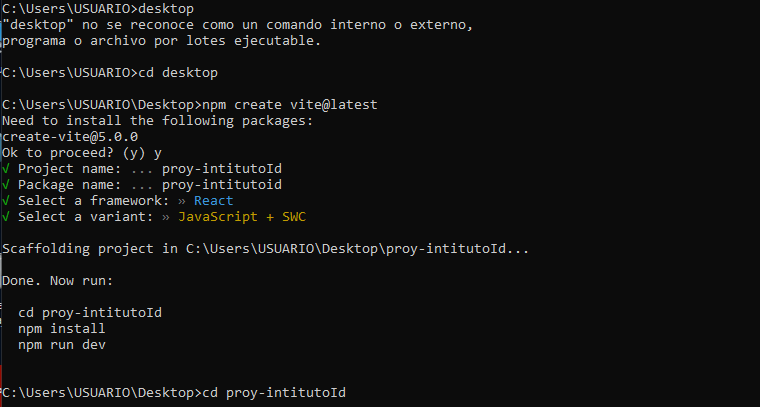 C:\Users\USUARIO>desktop
"desktop" no se reconoce como un comando interno o externo,
programa o archivo por lotes ejecutable.
C:\Users\USUARIO>cd desktop
C:\Users\USUARIO\Desktop>npm create vite@latest
Need to install the following packages:
create-vite@5.0.0
Ok to proceed? (y) y
√ Project name: ... proy-intitutoId
√ Package name: ... proy-intitutoid
√ Select a framework: » React
√ Select a variant: » JavaScript + SWC
Scaffolding project in C:\Users\USUARIO\Desktop\proy-intitutoId...
Done. Now run:
cd proy-intitutoId
npm install
npm run dev
C:\Users\USUARIO\Desktop>cd proy-intitutoId